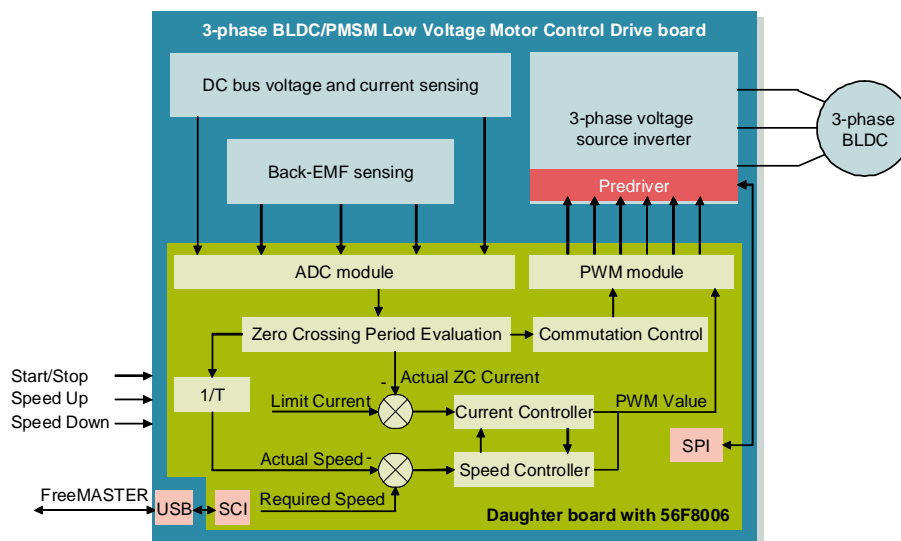 3-phase BLDC/PMSM Low Voltage Motor Control Drive board
DC bus voltage and current sensing
3-phase voltage
source inverter
3-phase
BLDC
Back-EMF sensing
Predriver
ADC module
PWM module
Zero Crossing Period Evaluation
Commutation Control
Start/Stop
Speed Up
Speed Down
1/T
-
Actual ZC Current
Limit Current
Current Controller
PWM Value
SPI
Actual Speed
-
Speed Controller
FreeMASTER
USB
SCI
Required Speed
Daughter board with 56F8006